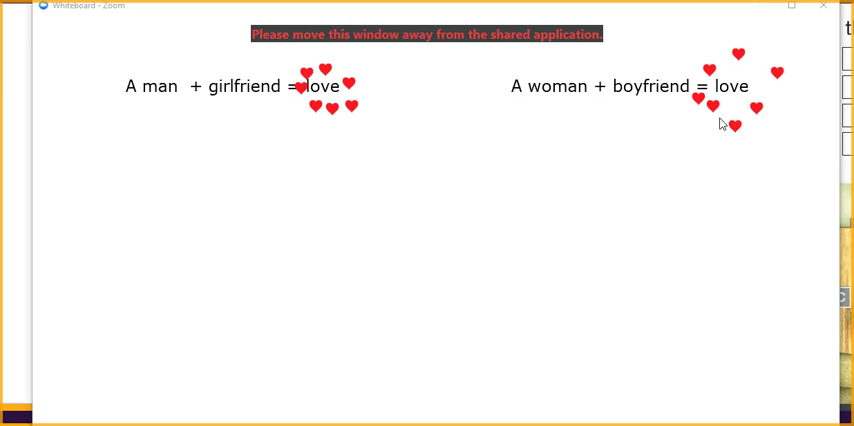 Whiteboard - Zoom
Please move this window away from the shared application.
A man + girlfriend = love
A woman + boyfriend = love